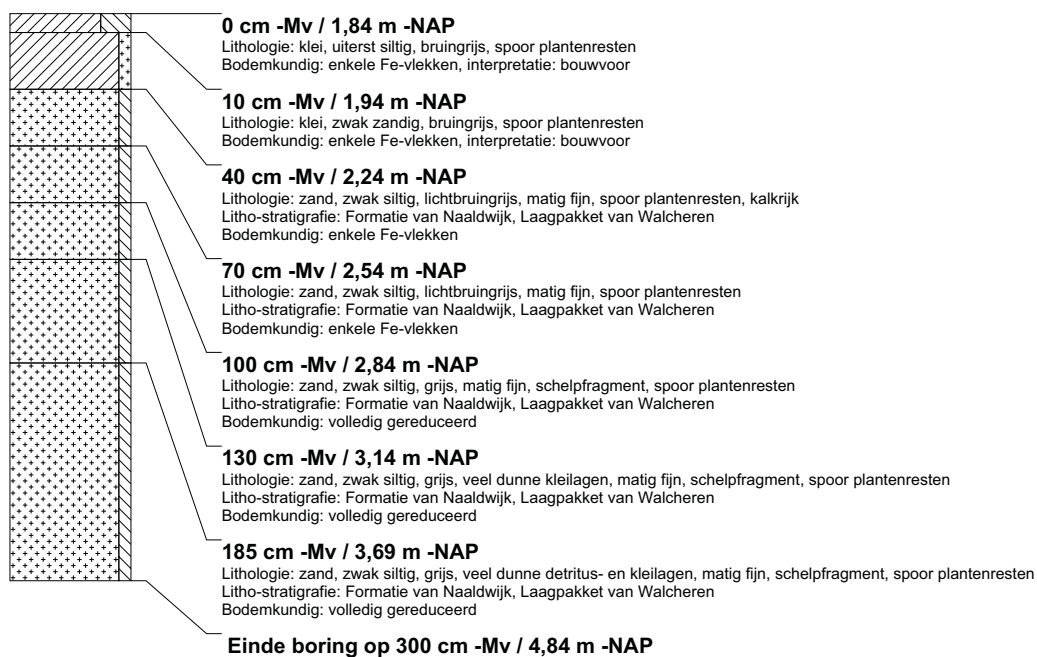 0 cm -Mv / 1,84 m -NAP
Lithologie: klei, uiterst siltig, bruingrijs, spoor plantenresten
Bodemkundig: enkele Fe-vlekken, interpretatie: bouwvoor
10 cm -Mv / 1,94 m -NAP
Lithologie: klei, zwak zandig, bruingrijs, spoor plantenresten
Bodemkundig: enkele Fe-vlekken, interpretatie: bouwvoor
40 cm -Mv / 2,24 m -NAP
Lithologie: zand, zwak siltig, lichtbruingrijs, matig fijn, spoor plantenresten, kalkrijk
Litho-stratigrafie: Formatie van Naaldwijk, Laagpakket van Walcheren
Bodemkundig: enkele Fe-vlekken
70 cm -Mv / 2,54 m -NAP
Lithologie: zand, zwak siltig, lichtbruingrijs, matig fijn, spoor plantenresten
Litho-stratigrafie: Formatie van Naaldwijk, Laagpakket van Walcheren
Bodemkundig: enkele Fe-vlekken
100 cm -Mv / 2,84 m -NAP
Lithologie: zand, zwak siltig, grijs, matig fijn, schelpfragment, spoor plantenresten
Litho-stratigrafie: Formatie van Naaldwijk, Laagpakket van Walcheren
Bodemkundig: volledig gereduceerd
130 cm -Mv / 3,14 m -NAP
Lithologie: zand, zwak siltig, grijs, veel dunne kleilagen, matig fijn, schelpfragment, spoor plantenresten
Litho-stratigrafie: Formatie van Naaldwijk, Laagpakket van Walcheren
Bodemkundig: volledig gereduceerd
185 cm -Mv / 3,69 m -NAP
Lithologie: zand, zwak siltig, grijs, veel dunne detritus- en kleilagen, matig fijn, schelpfragment, spoor plantenresten
Litho-stratigrafie: Formatie van Naaldwijk, Laagpakket van Walcheren
Bodemkundig: volledig gereduceerd
Einde boring op 300 cm -Mv / 4,84 m -NAP